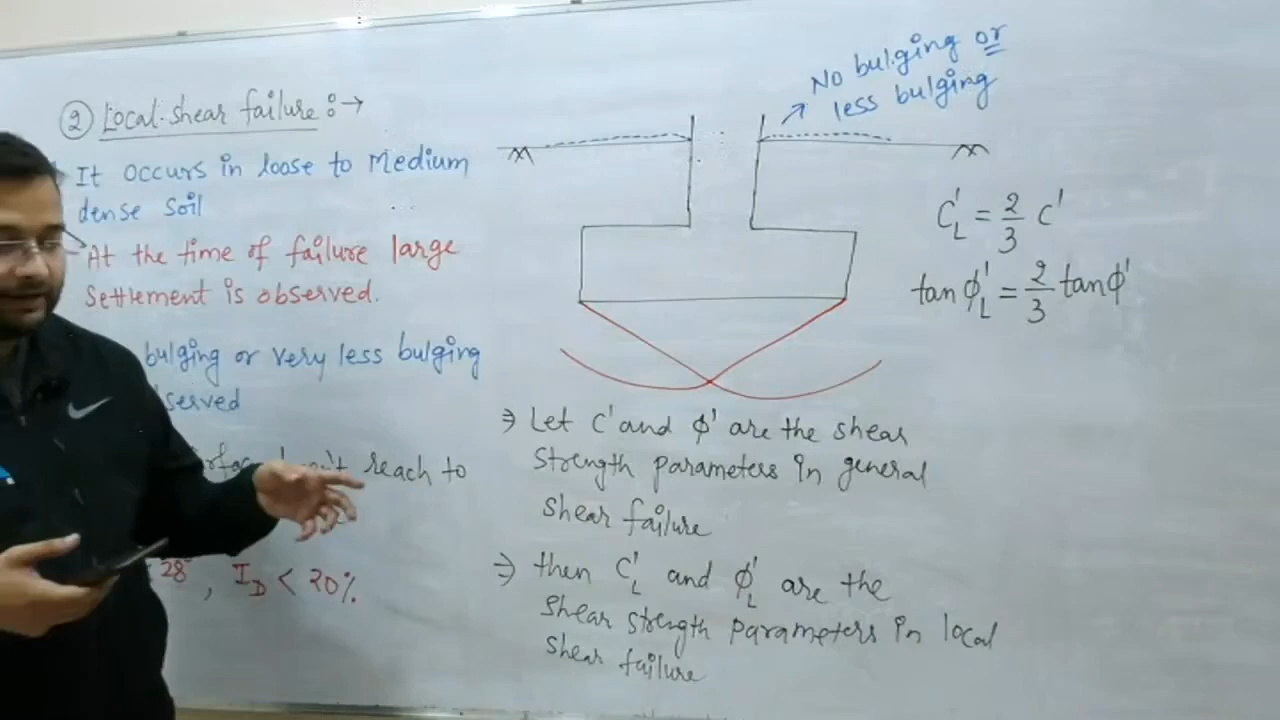 ② Local shear failure :→
It occurs in loose to Medium
dense soil
At the time of failure large
Settlement is observed.
bulging or very less bulging
served
reach to
28°, I_D < 20%
No bulging or
less bulging
C'_L = 2/3 C'
tan ϕ'_L = 2/3 tan ϕ'
⇒ Let C' and ϕ' are the shear
strength parameters in general
shear failure
⇒ then C'_L and ϕ'_L are the
shear strength parameters in local
shear failure